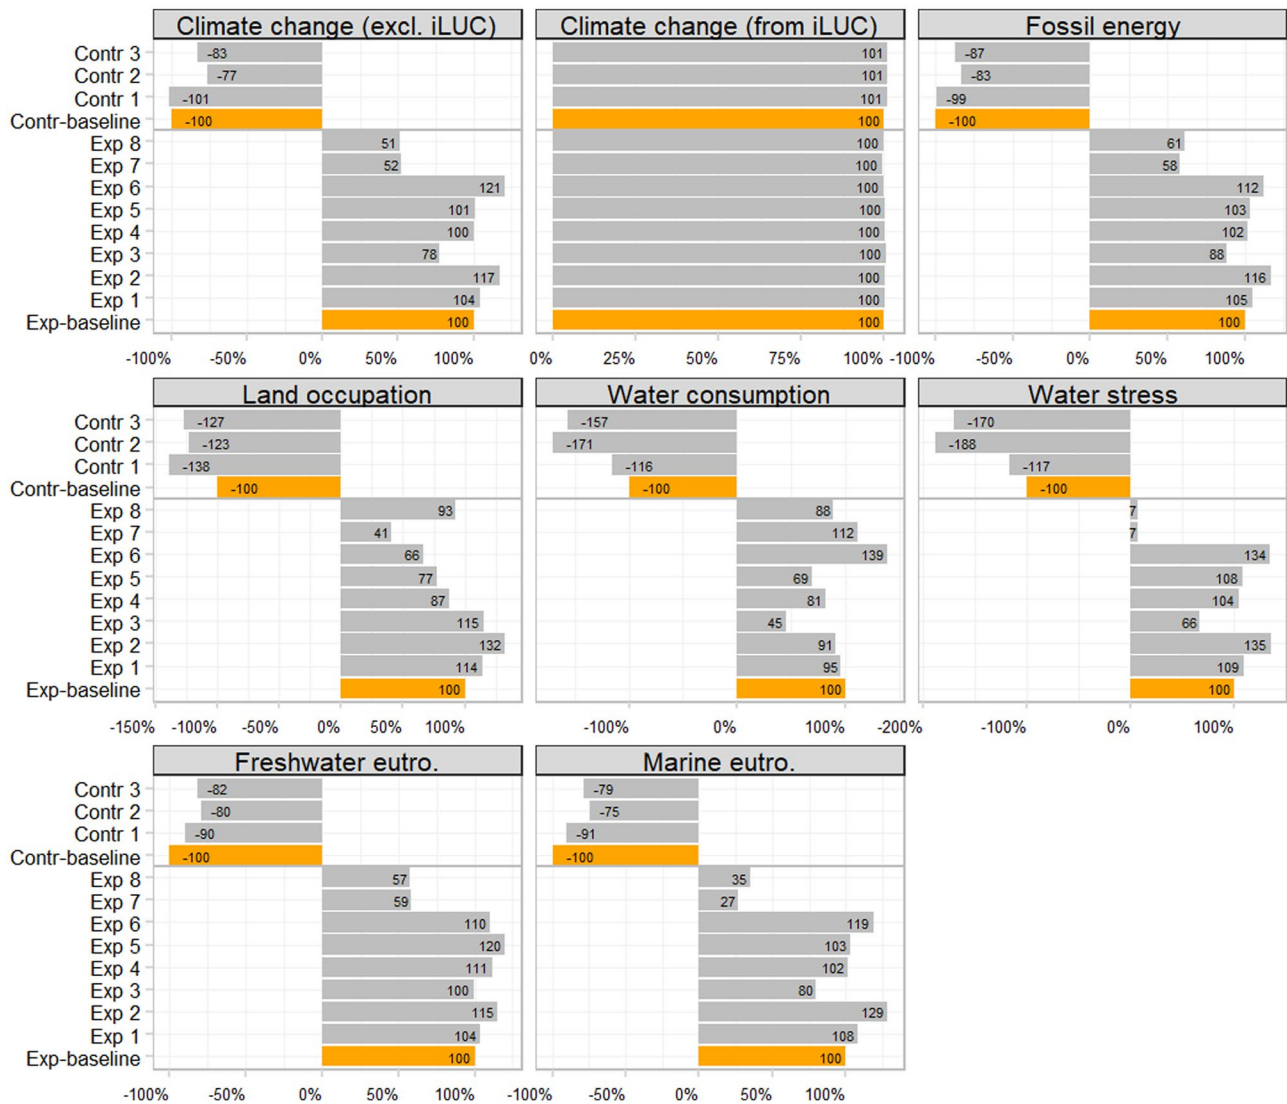 Climate change (excl. iLUC) Climate change (from iLUC) Fossil energy
Contr 3 -83 101 -87
Contr 2 -77 101 -83
Contr 1 -101 101 -99
Contr-baseline -100 100 -100
Exp 8 51 100 61
Exp 7 52 100 58
Exp 6 121 100 112
Exp 5 101 100 103
Exp 4 100 100 102
Exp 3 78 100 88
Exp 2 117 100 116
Exp 1 104 100 105
Exp-baseline 100 100 100
-100% -50% 0% 50% 100% 0% 25% 50% 75% 100% -100% -50% 0% 50% 100%
Land occupation Water consumption Water stress
Contr 3 -127 -157 -170
Contr 2 -123 -171 -188
Contr 1 -138 -116 -117
Contr-baseline -100 -100 -100
Exp 8 93 88 7
Exp 7 41 112 7
Exp 6 66 139 134
Exp 5 77 69 108
Exp 4 87 81 104
Exp 3 115 45 66
Exp 2 132 91 135
Exp 1 114 95 109
Exp-baseline 100 100 100
-150% -100% -50% 0% 50% 100% -100% 0% 100% -200% -100% 0% 100%
Freshwater eutro. Marine eutro.
Contr 3 -82 -79
Contr 2 -80 -75
Contr 1 -90 -91
Contr-baseline -100 -100
Exp 8 57 35
Exp 7 59 27
Exp 6 110 119
Exp 5 120 103
Exp 4 111 102
Exp 3 100 80
Exp 2 115 129
Exp 1 104 108
Exp-baseline 100 100
-100% -50% 0% 50% 100% -100% -50% 0% 50% 100%